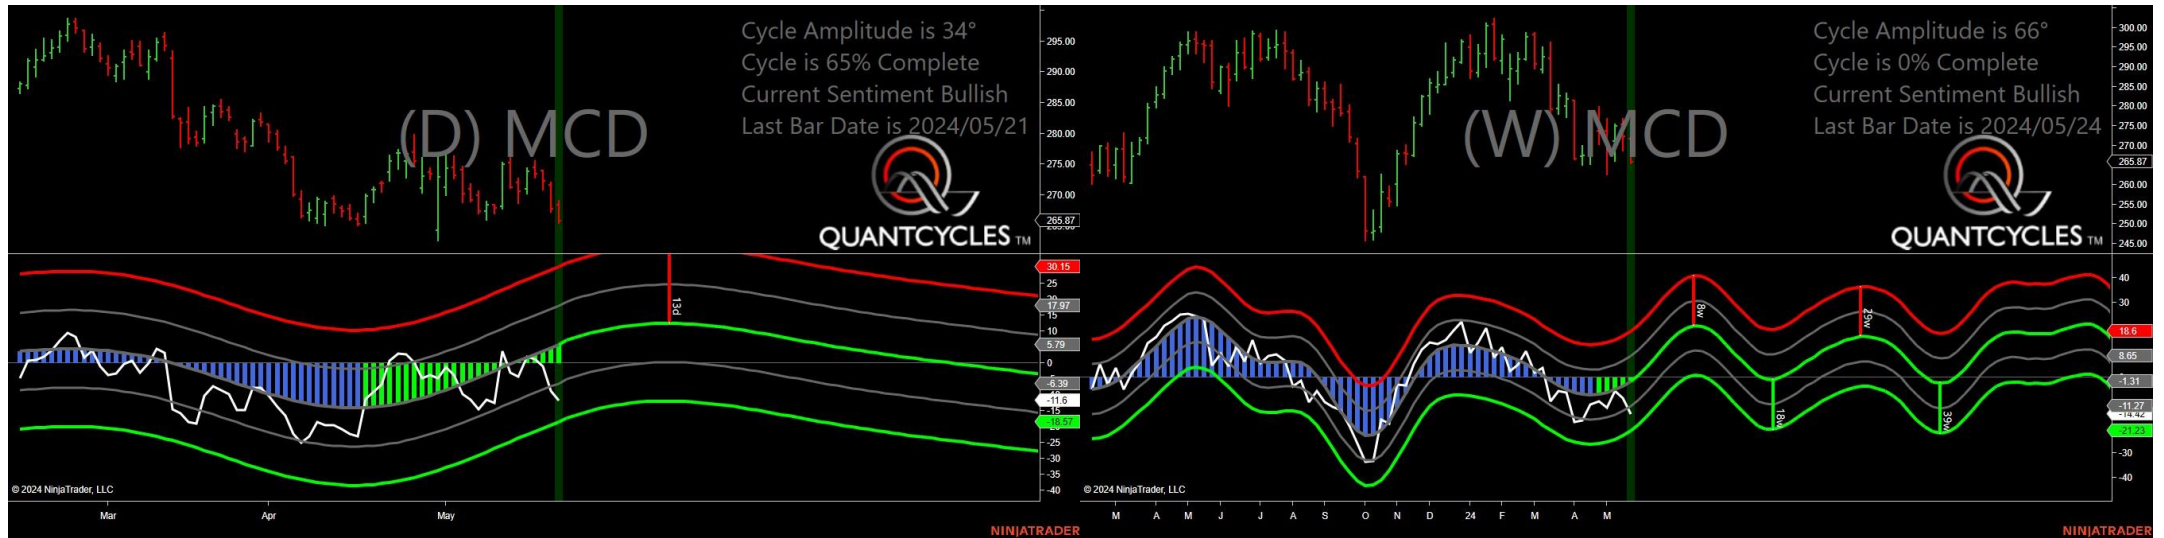 Cycle Amplitude is 34°
Cycle is 65% Complete
Current Sentiment Bullish
Last Bar Date is 2024/05/21
(D) MCD
QUANTCYCLES TM
295.00
290.00
285.00
280.00
275.00
270.00
265.87
30.15
25
17.97
15
10
5.79
0
-6.39
-11.6
-15
-18.57
-25
-30
-35
-40
13d
© 2024 NinjaTrader, LLC
Mar Apr May
NINJATRADER
Cycle Amplitude is 66°
Cycle is 0% Complete
Current Sentiment Bullish
Last Bar Date is 2024/05/24
(W) MCD
QUANTCYCLES TM
300.00
295.00
290.00
285.00
280.00
275.00
270.00
265.87
260.00
255.00
250.00
245.00
40
30
18.6
8.65
-1.31
-11.27
-14.42
-21.23
-30
-40
8w
18w
29w
39w
© 2024 NinjaTrader, LLC
M A M J J A S O N D 24 F M A M
NINJATRADER